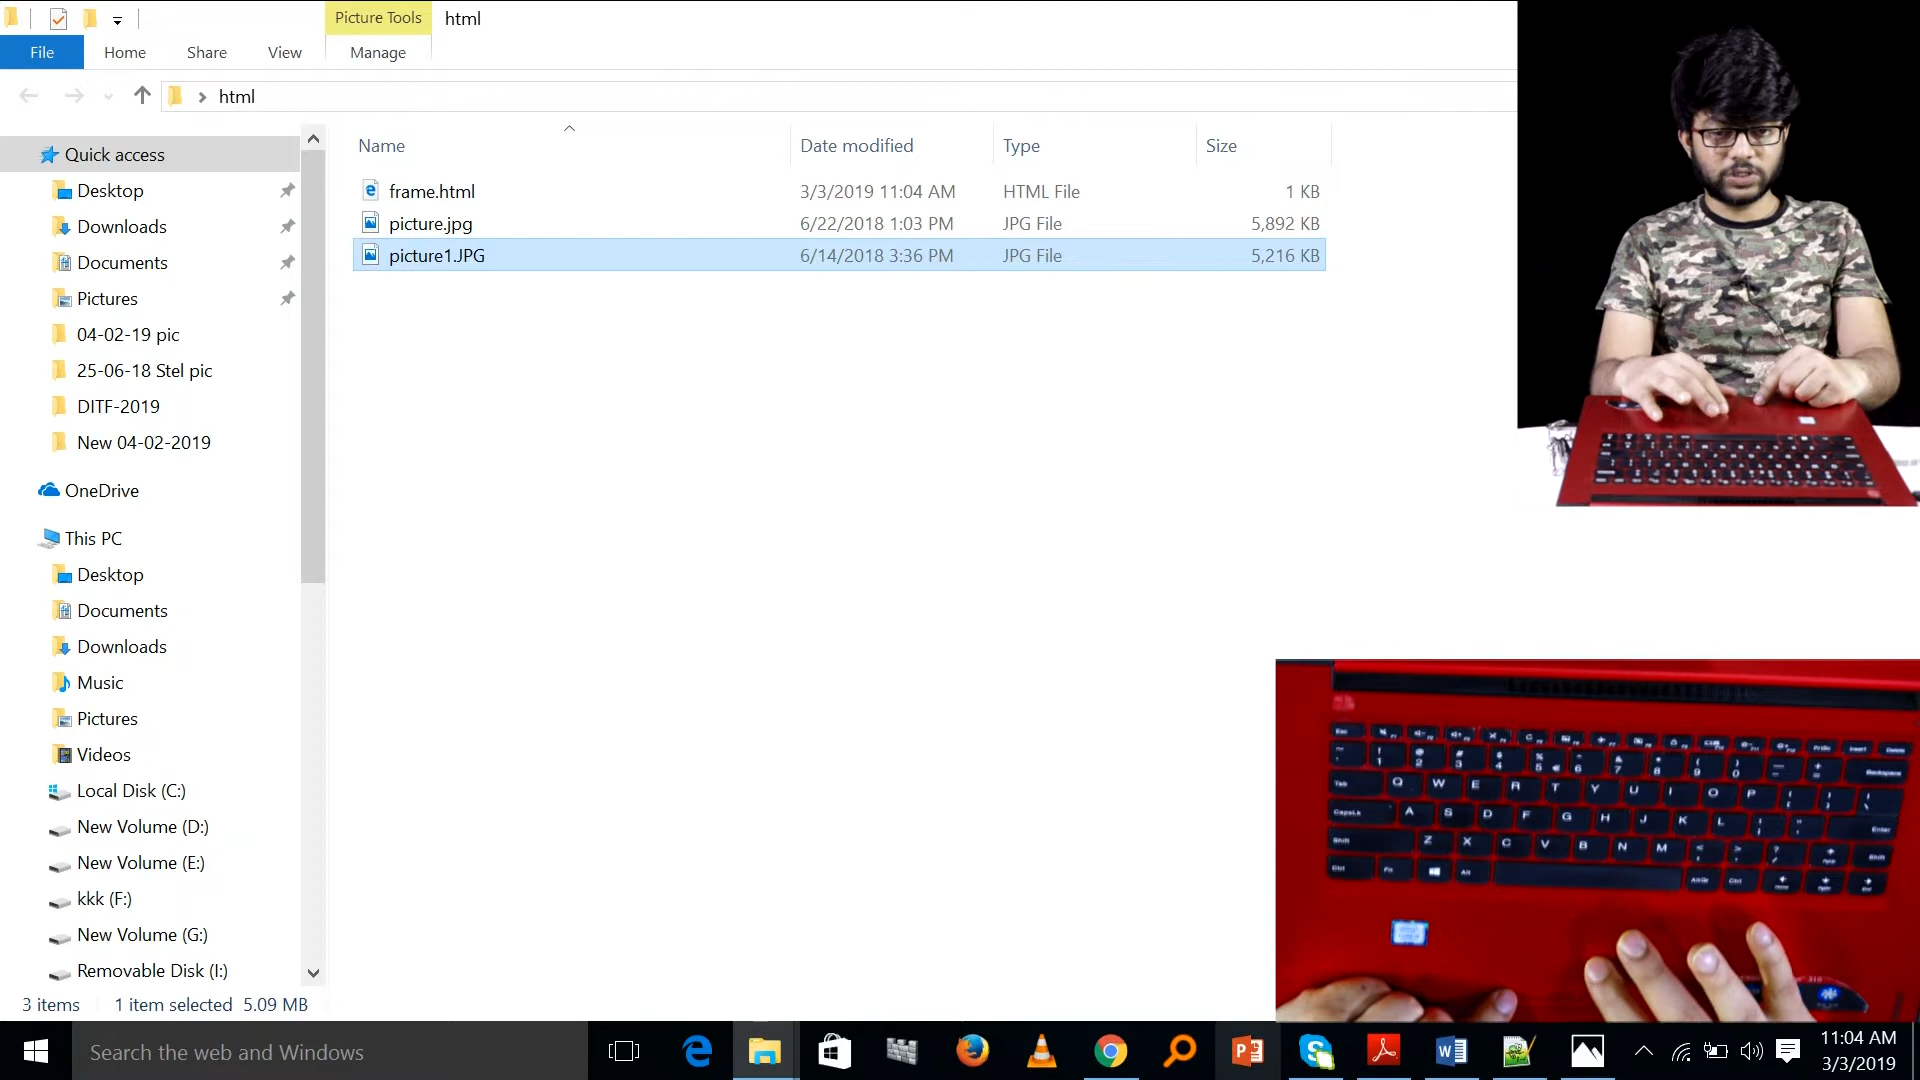 Picture Tools
html
File
Home
Share
View
Manage
html
Name
Date modified
Type
Size
frame.html
3/3/2019 11:04 AM
HTML File
1 KB
picture.jpg
6/22/2018 1:03 PM
JPG File
5,892 KB
picture1.JPG
6/14/2018 3:36 PM
JPG File
5,216 KB
Quick access
Desktop
Downloads
Documents
Pictures
04-02-19 pic
25-06-18 Stel pic
DITF-2019
New 04-02-2019
OneDrive
This PC
Desktop
Documents
Downloads
Music
Pictures
Videos
Local Disk (C:)
New Volume (D:)
New Volume (E:)
kkk (F:)
New Volume (G:)
Removable Disk (I:)
3 items
1 item selected 5.09 MB
Q W E R T Y U I O P
A S D F G H J K L
Z X C V B N M
Search the web and Windows
11:04 AM
3/3/2019